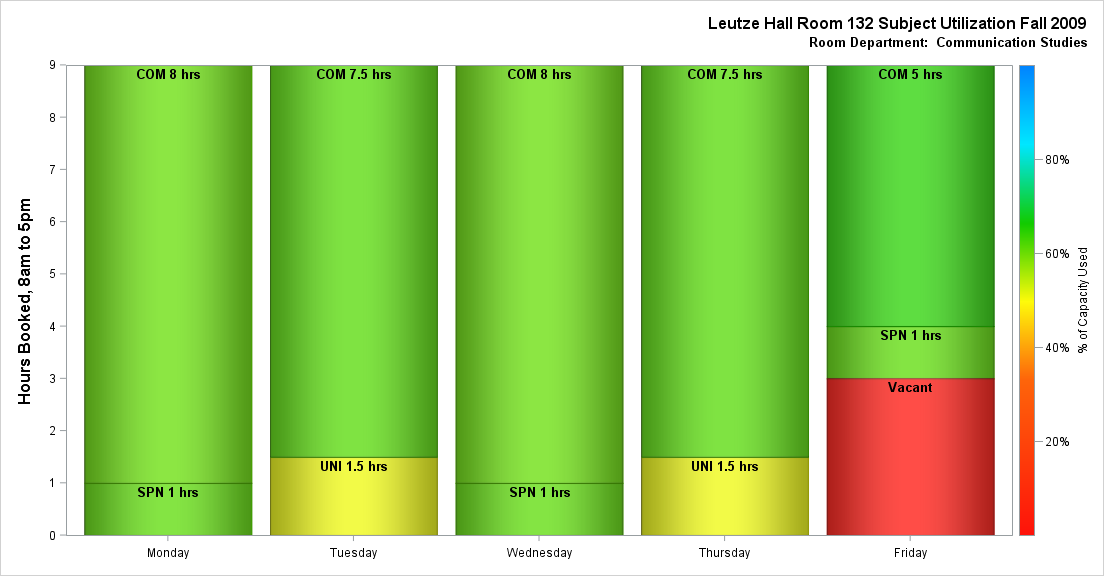 Leutze Hall Room 132 Subject Utilization Fall 2009
Room Department:  Communication Studies
Hours Booked, 8am to 5pm
9
8
7
6
5
4
3
2
1
0
COM 8 hrs
SPN 1 hrs
COM 7.5 hrs
UNI 1.5 hrs
COM 8 hrs
SPN 1 hrs
COM 7.5 hrs
UNI 1.5 hrs
COM 5 hrs
SPN 1 hrs
Vacant
Monday
Tuesday
Wednesday
Thursday
Friday
80%
60%
40%
20%
% of Capacity Used